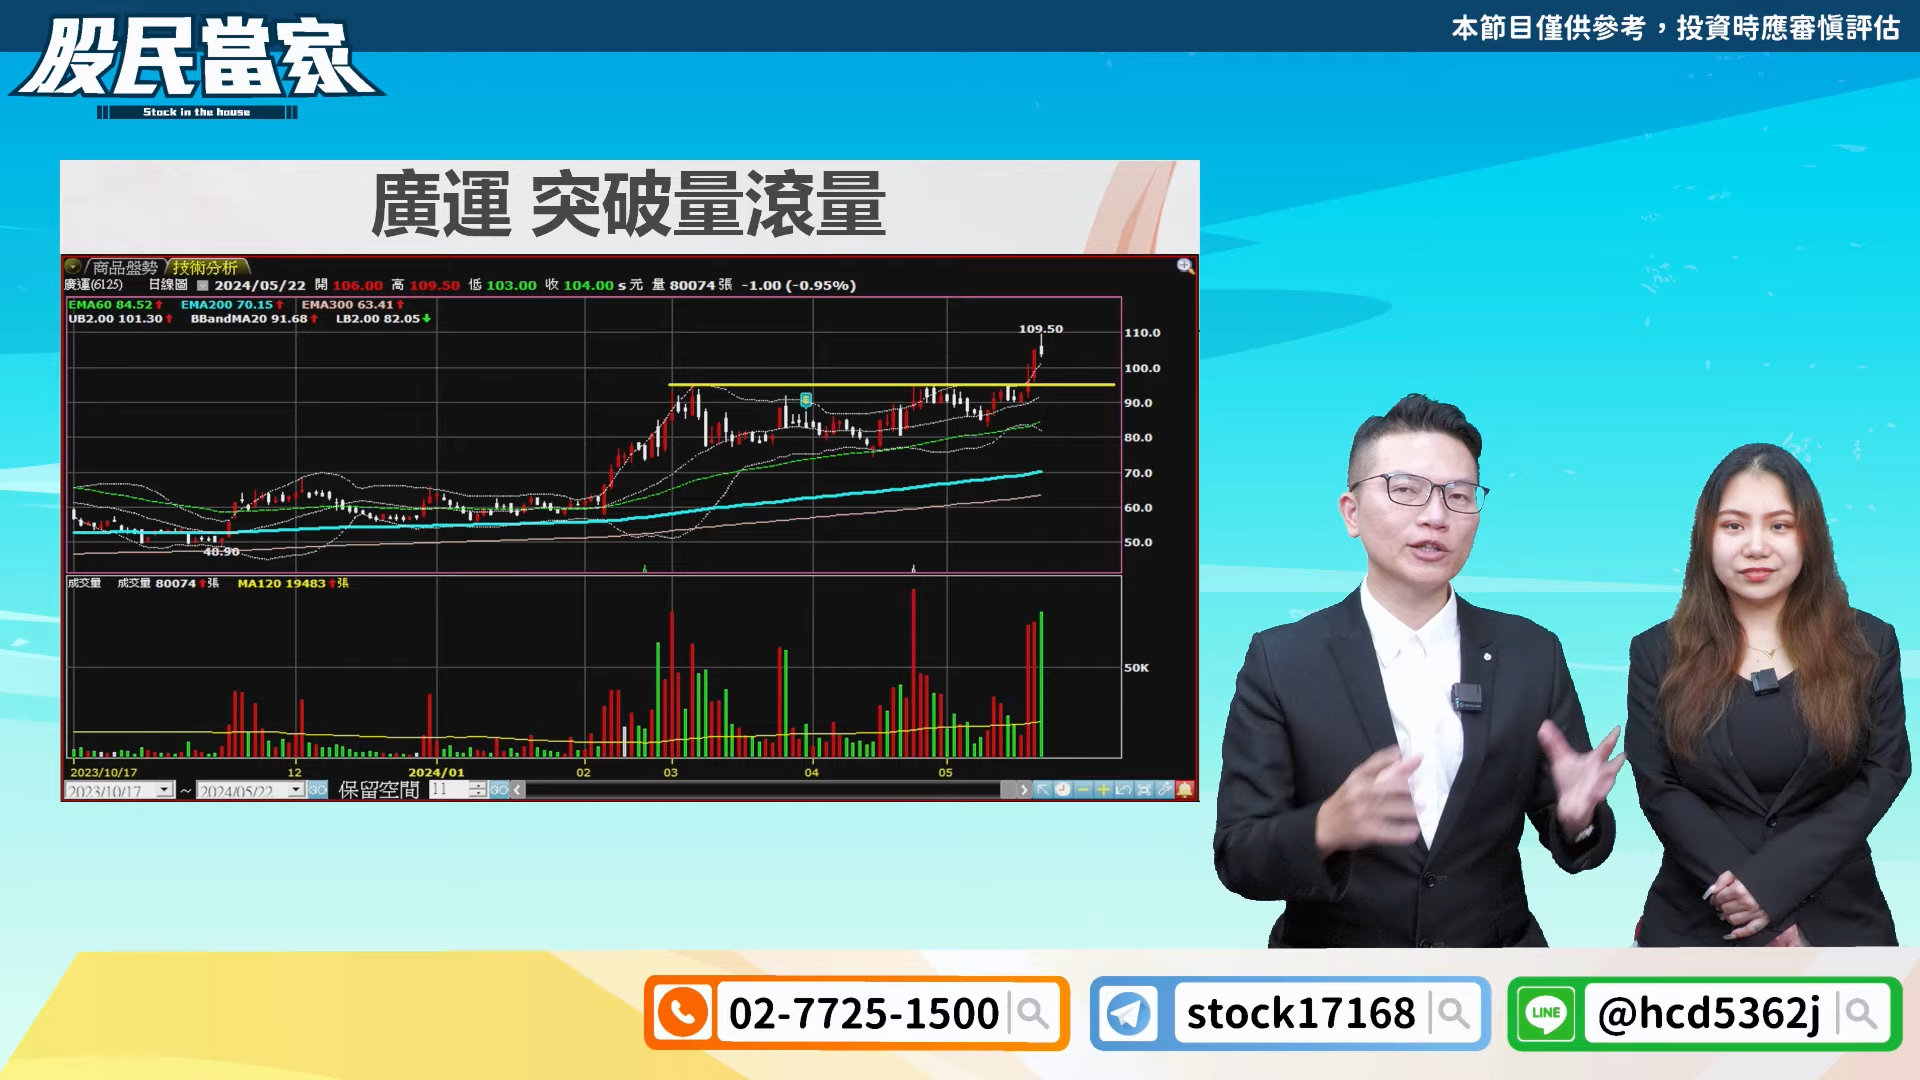 股民當家
Stock in the house
本節目僅供參考，投資時應審慎評估
廣運 突破量滾量
商品盤勢 技術分析
廣運(6125) 日線圖 2024/05/22 開 106.00 高 109.50 低 103.00 收 104.00 s 元 量 80074 張 -1.00 (-0.95%)
EMA60 84.52↑ EMA200 70.15↑ EMA300 63.41↑
UB2.00 101.30↑ BBandMA20 91.68↑ LB2.00 82.05↓
109.50
110.0
100.0
90.0
80.0
70.0
60.0
50.0
48.90
成交量 成交量 80074↑張 MA120 19483↑張
50K
2023/10/17 12 2024/01 02 03 04 05
2023/10/17 ~ 2024/05/22 GO 保留空間 11 GO
02-7725-1500
stock17168
LINE @hcd5362j